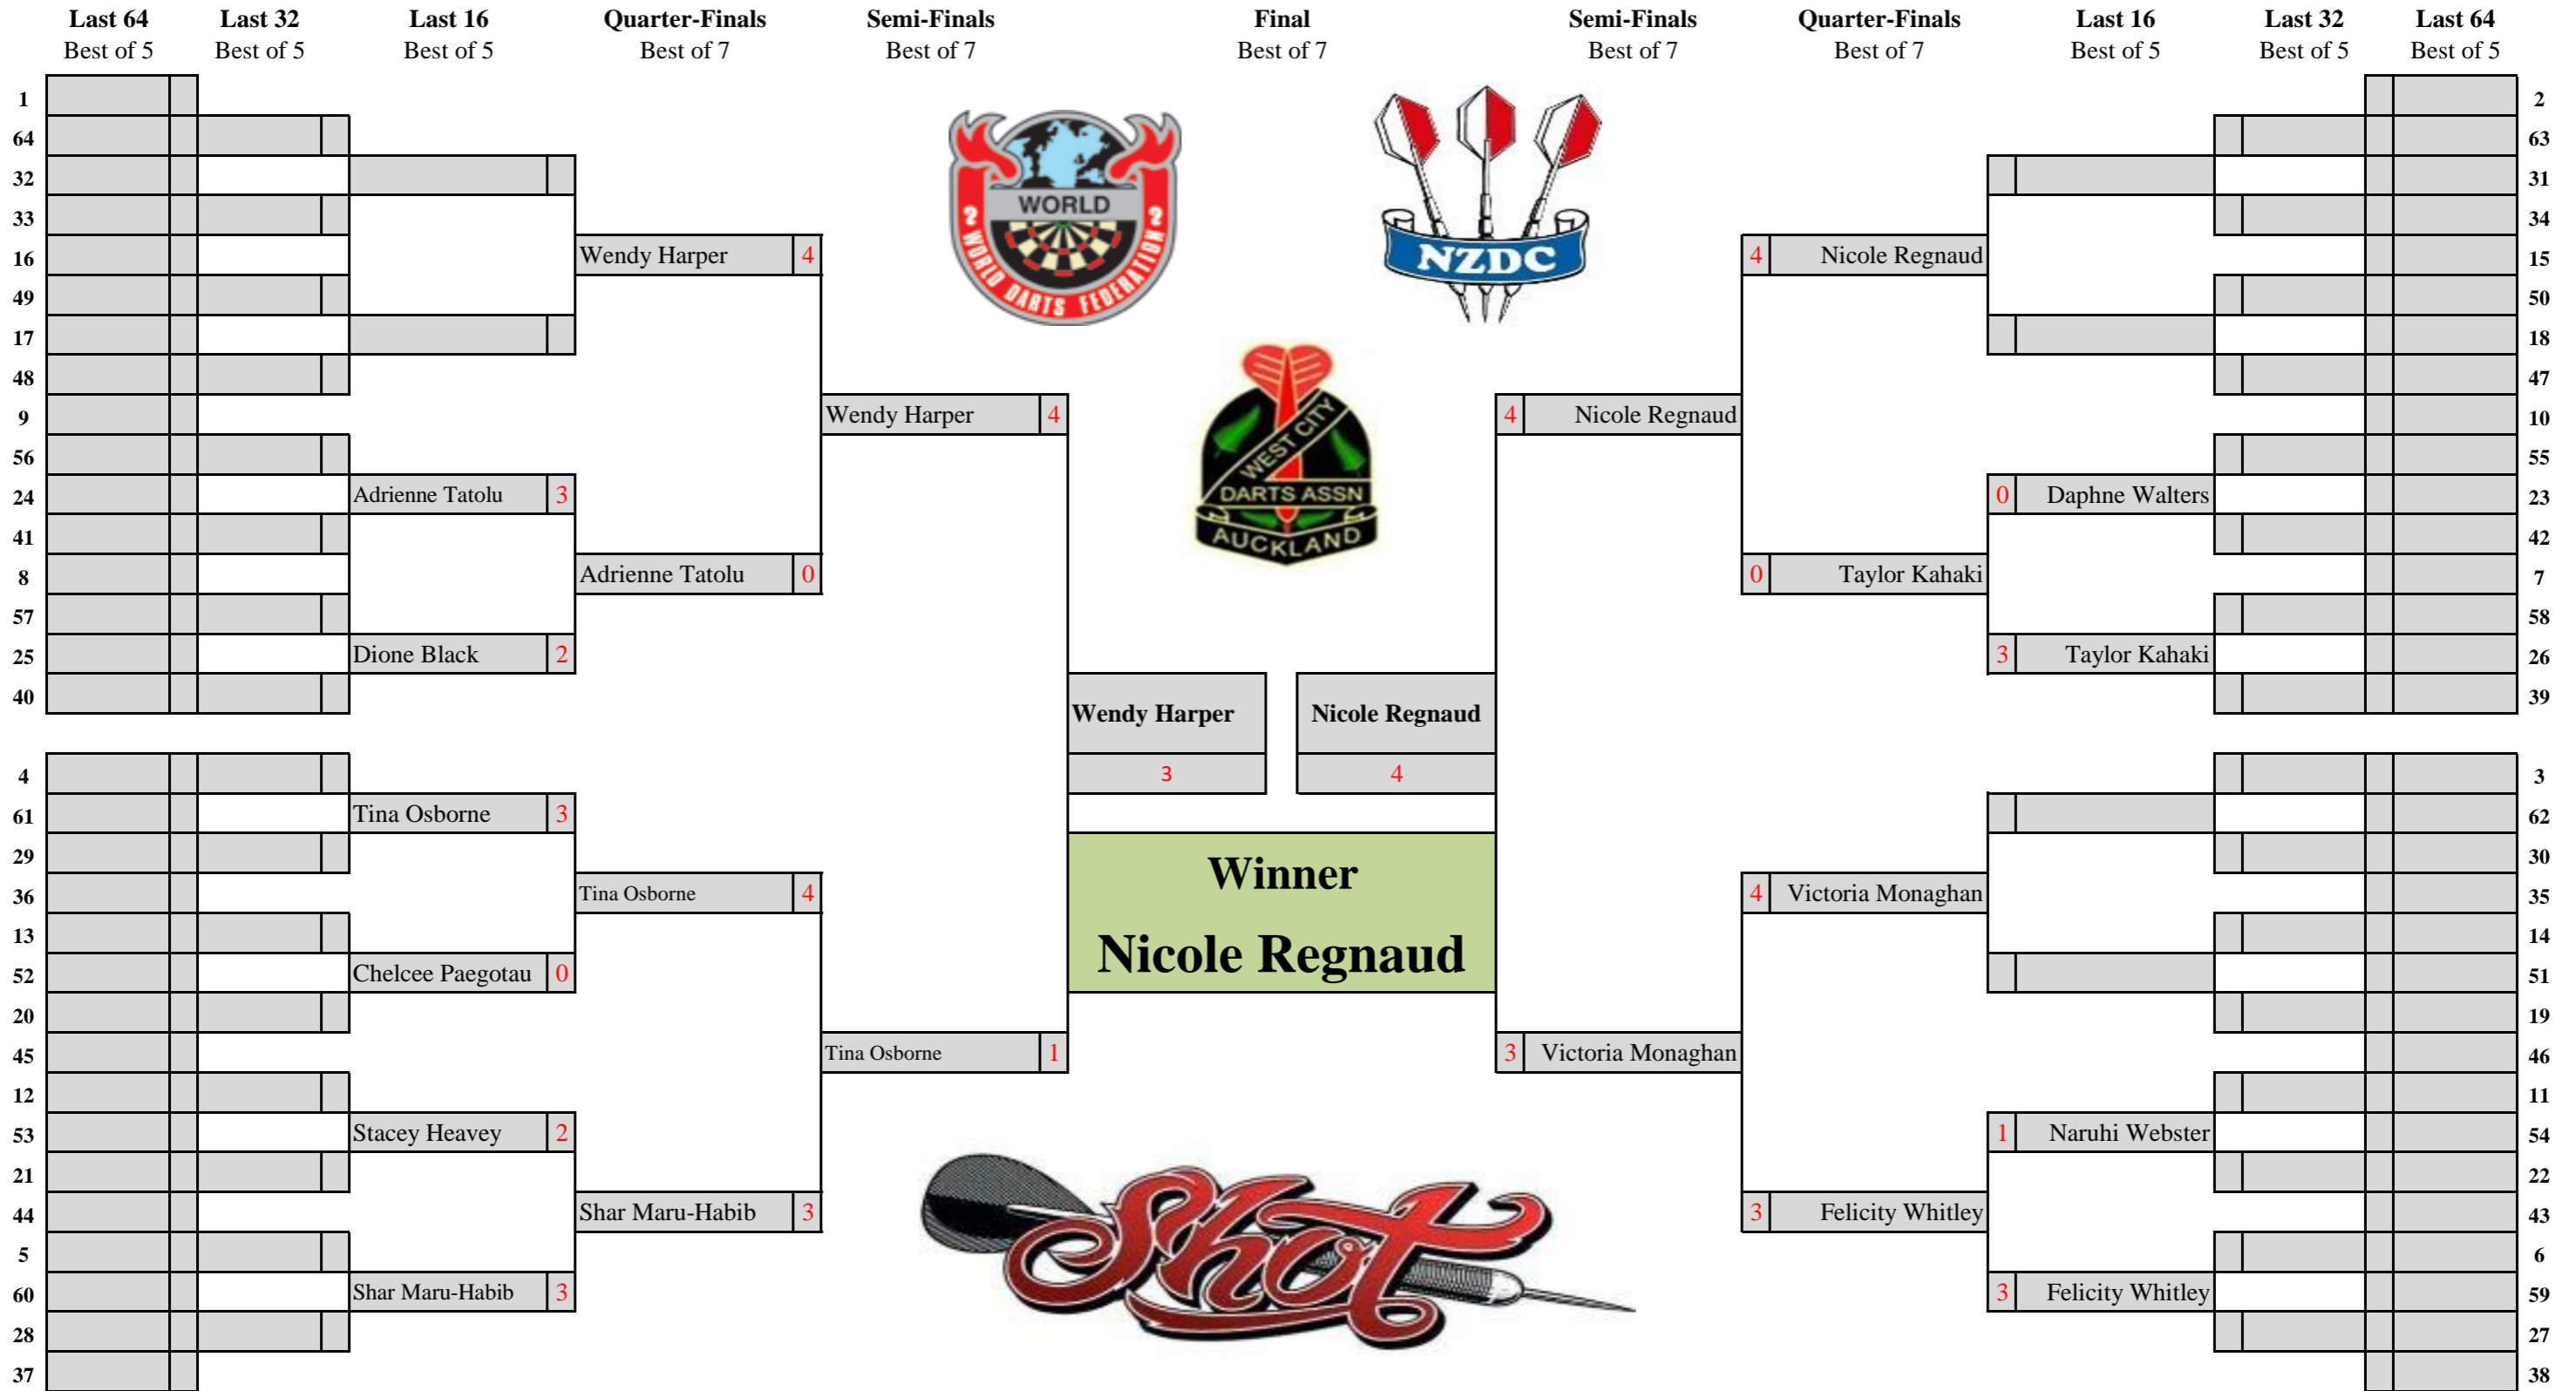 Last 64 Last 32 Last 16 Quarter-Finals Semi-Finals Final Semi-Finals Quarter-Finals Last 16 Last 32 Last 64
Best of 5 Best of 5 Best of 5 Best of 7 Best of 7 Best of 7 Best of 7 Best of 7 Best of 5 Best of 5 Best of 5
1 2
64 63
32 31
33 34
16 Wendy Harper 4 4 Nicole Regnaud 15
49 50
17 18
48 47
9 Wendy Harper 4 4 Nicole Regnaud 10
56 55
24 Adrienne Tatolu 3 0 Daphne Walters 23
41 42
8 Adrienne Tatolu 0 0 Taylor Kahaki 7
57 58
25 Dione Black 2 3 Taylor Kahaki 26
40 39
Wendy Harper Nicole Regnaud
4 3 4 3
61 Tina Osborne 3 62
29 30
36 Tina Osborne 4 4 Victoria Monaghan 35
13 14
52 Chelcee Paegotau 0 51
20 19
45 Tina Osborne 1 3 Victoria Monaghan 46
12 11
53 Stacey Heavey 2 1 Naruhi Webster 54
21 22
44 Shar Maru-Habib 3 3 Felicity Whitley 43
5 6
60 Shar Maru-Habib 3 3 Felicity Whitley 59
28 27
37 38
Winner
Nicole Regnaud
WORLD
2 WORLD DARTS FEDERATION 2
NZDC
WEST CITY
DARTS ASSN
AUCKLAND
Shot